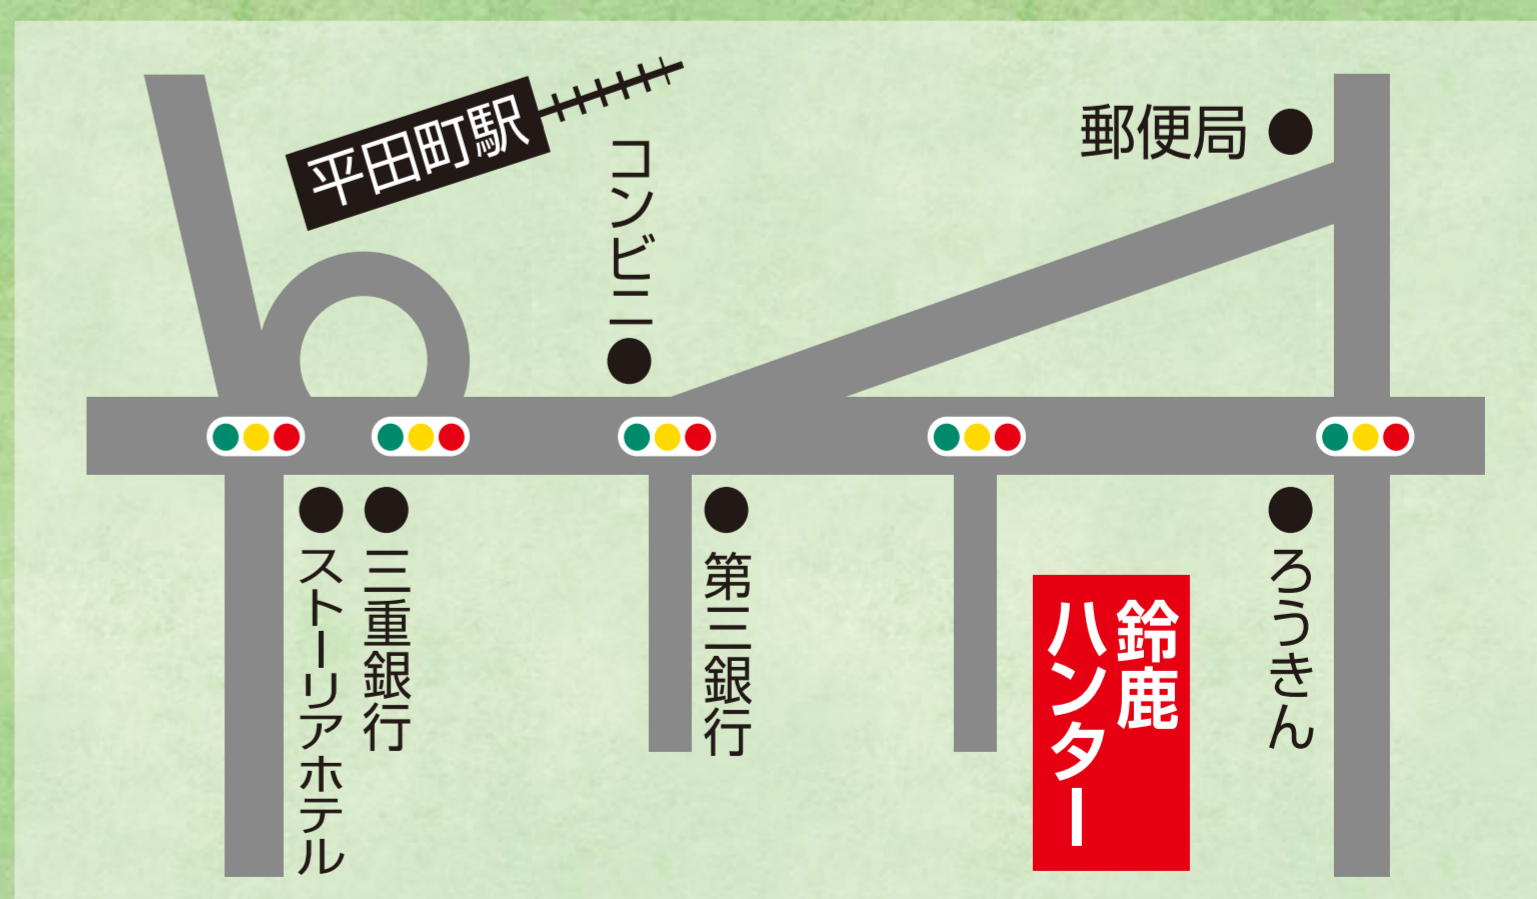 平田町駅
コンビニ
郵便局
ストーリアホテル
三重銀行
第三銀行
鈴鹿
ハンター
ろうきん